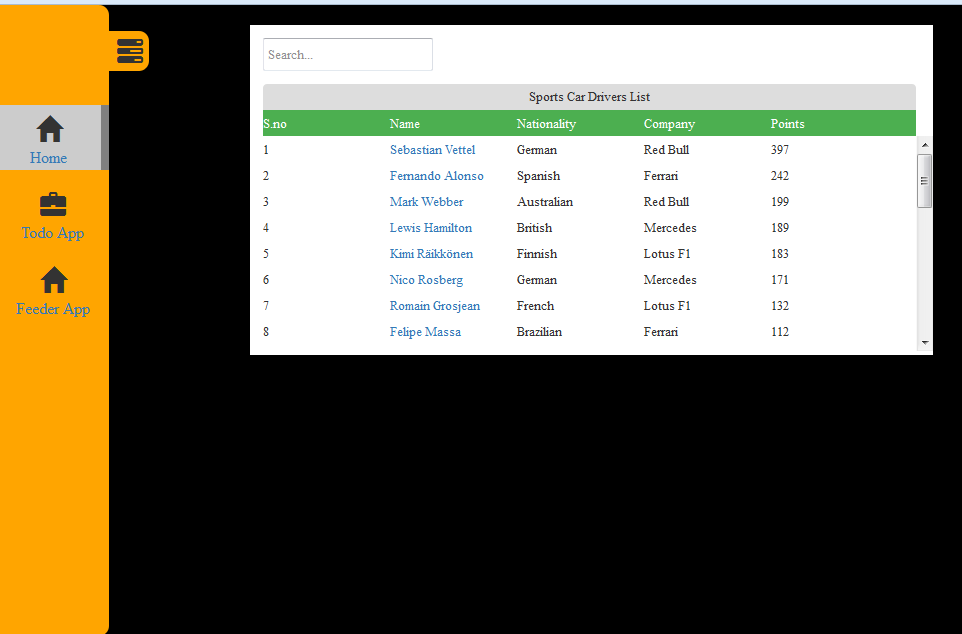 Search...
Sports Car Drivers List
S.no Name Nationality Company Points
1 Sebastian Vettel German Red Bull 397
2 Fernando Alonso Spanish Ferrari 242
3 Mark Webber Australian Red Bull 199
4 Lewis Hamilton British Mercedes 189
5 Kimi Räikkönen Finnish Lotus F1 183
6 Nico Rosberg German Mercedes 171
7 Romain Grosjean French Lotus F1 132
8 Felipe Massa Brazilian Ferrari 112
Home
Todo App
Feeder App